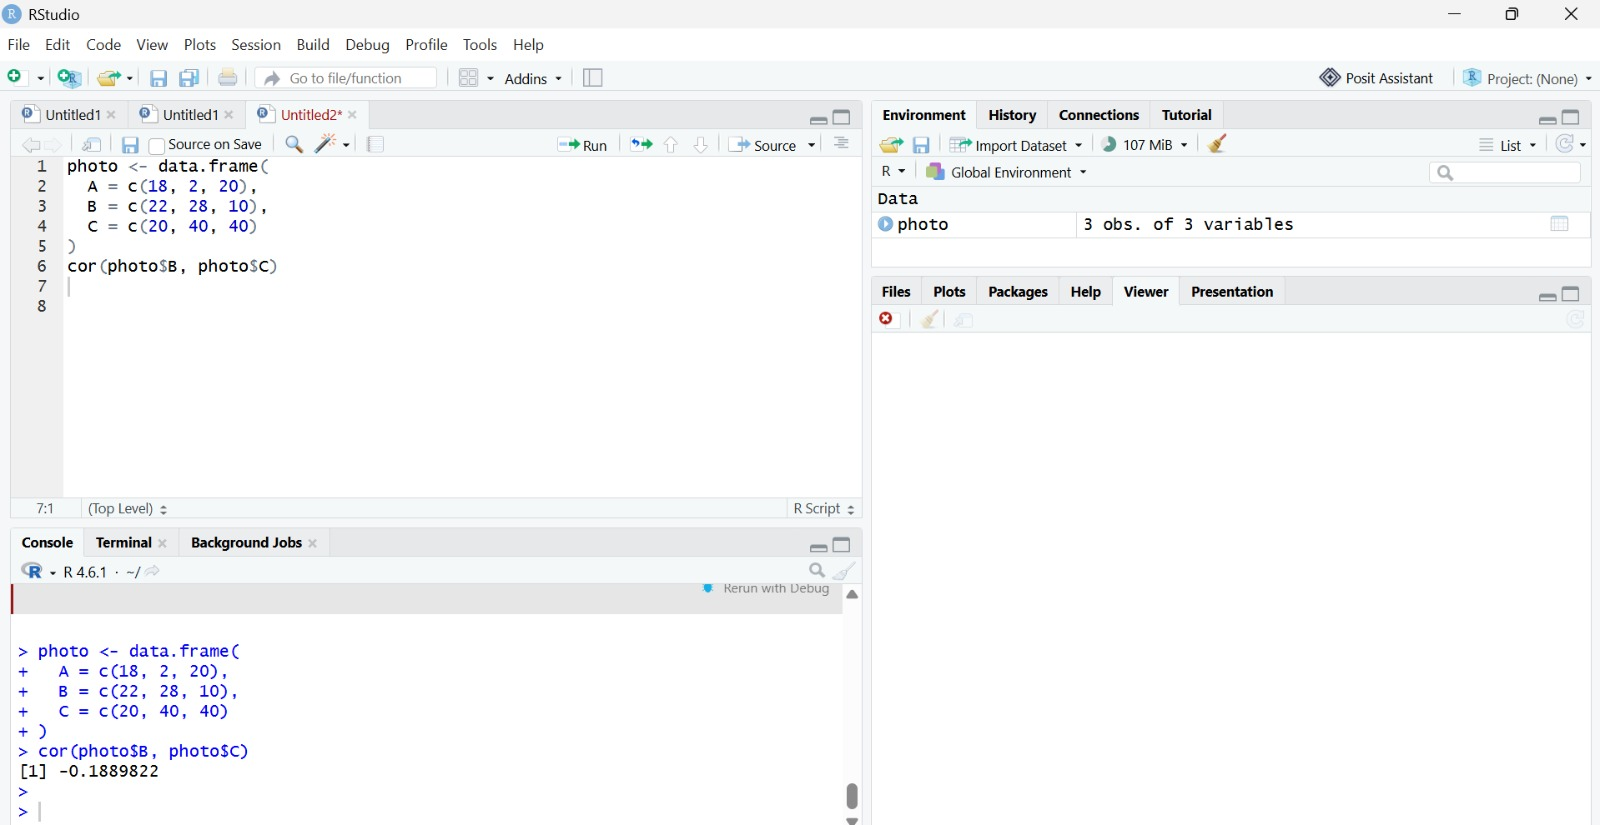 RStudio
File Edit Code View Plots Session Build Debug Profile Tools Help
Go to file/function Addins Posit Assistant Project: (None)
Untitled1 Untitled1 Untitled2*
Source on Save Run Source
1 photo <- data.frame(
2   A = c(18, 2, 20),
3   B = c(22, 28, 10),
4   C = c(20, 40, 40)
5 )
6 cor(photo$B, photo$C)
7
8
7:1 (Top Level) R Script
Console Terminal Background Jobs
R 4.6.1 · ~/
Rerun with Debug
> photo <- data.frame(
+   A = c(18, 2, 20),
+   B = c(22, 28, 10),
+   C = c(20, 40, 40)
+ )
> cor(photo$B, photo$C)
[1] -0.1889822
>
>
Environment History Connections Tutorial
Import Dataset 107 MiB List
R Global Environment
Data
photo 3 obs. of 3 variables
Files Plots Packages Help Viewer Presentation